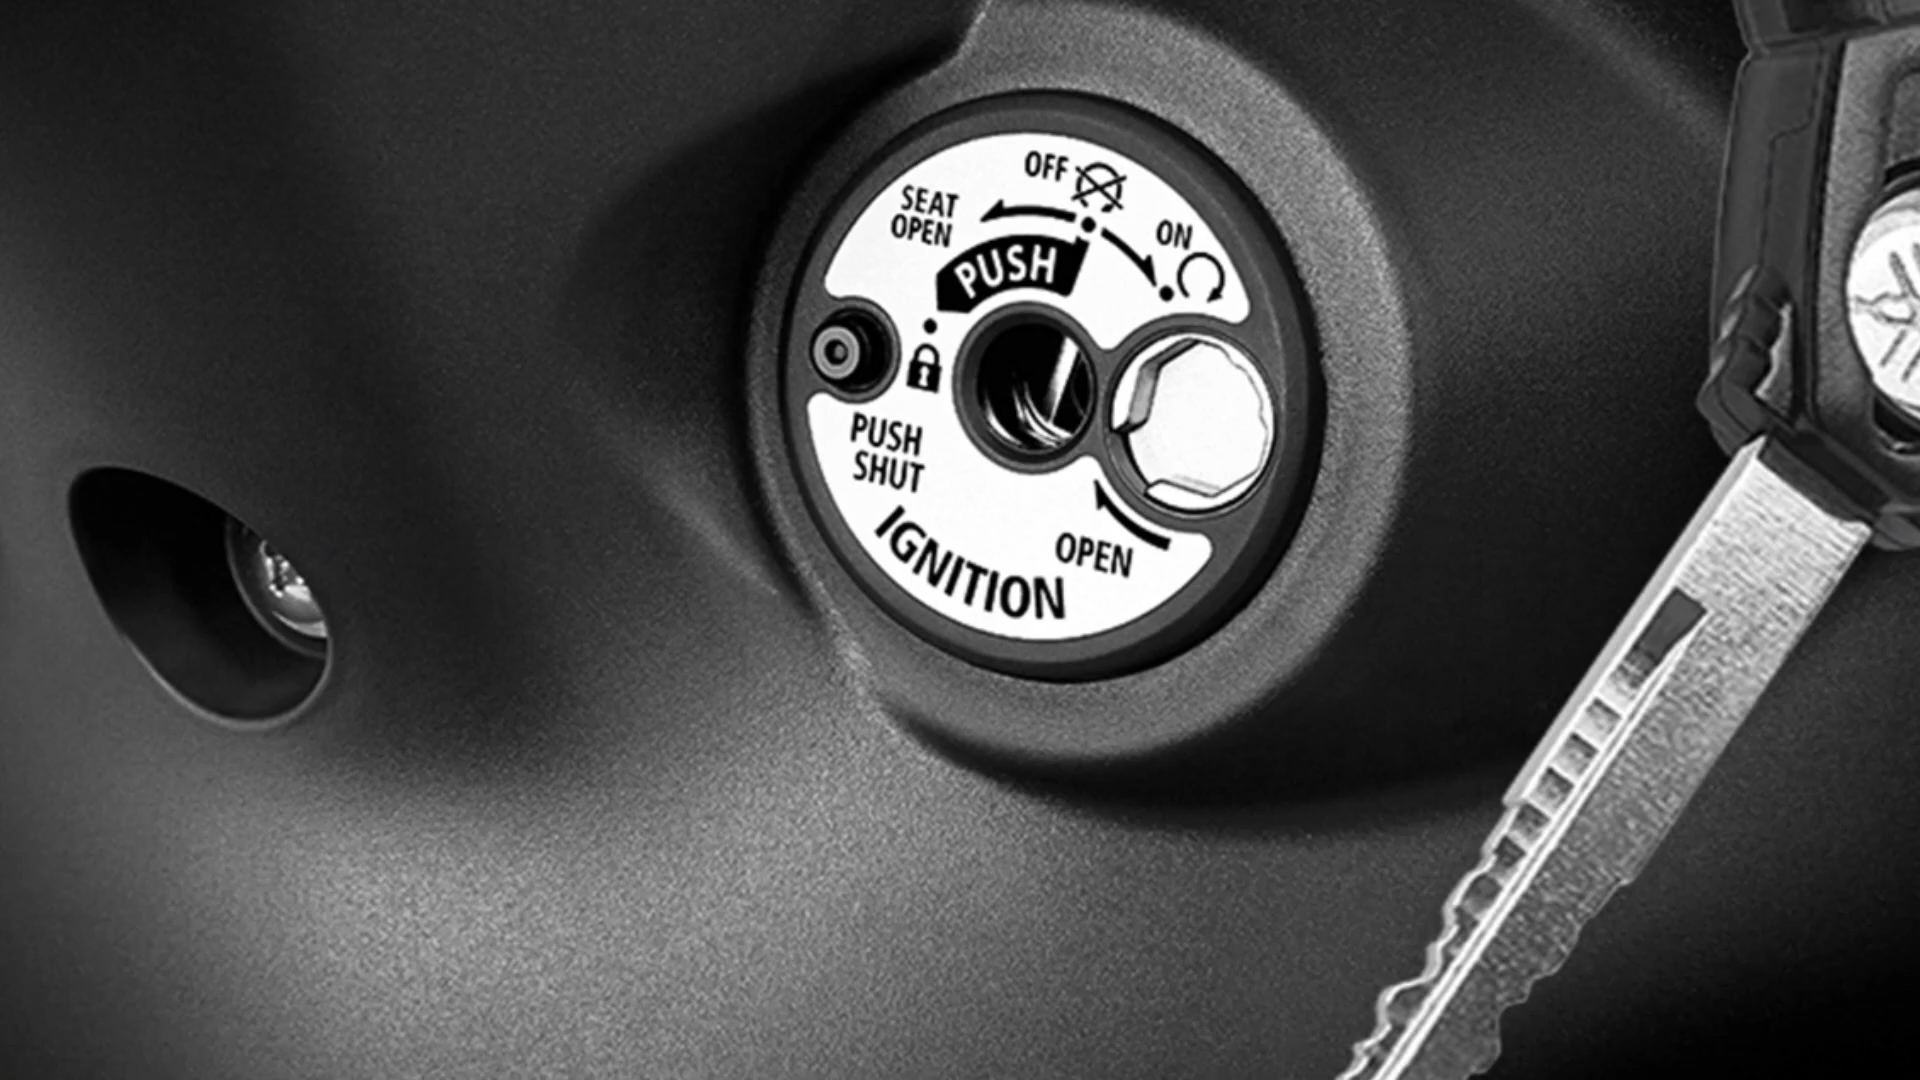 OFF
SEAT
OPEN
ON
PUSH
PUSH
SHUT
OPEN
IGNITION